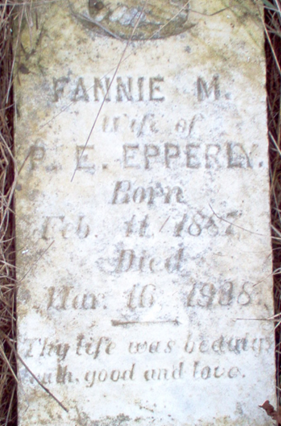 FANNIE M.
Wife of
P. E. EPPERLY.
Born
Feb. 11, 1887
Died
Mar. 16, 1938.
Thy life was beauty,
truth, good and love.